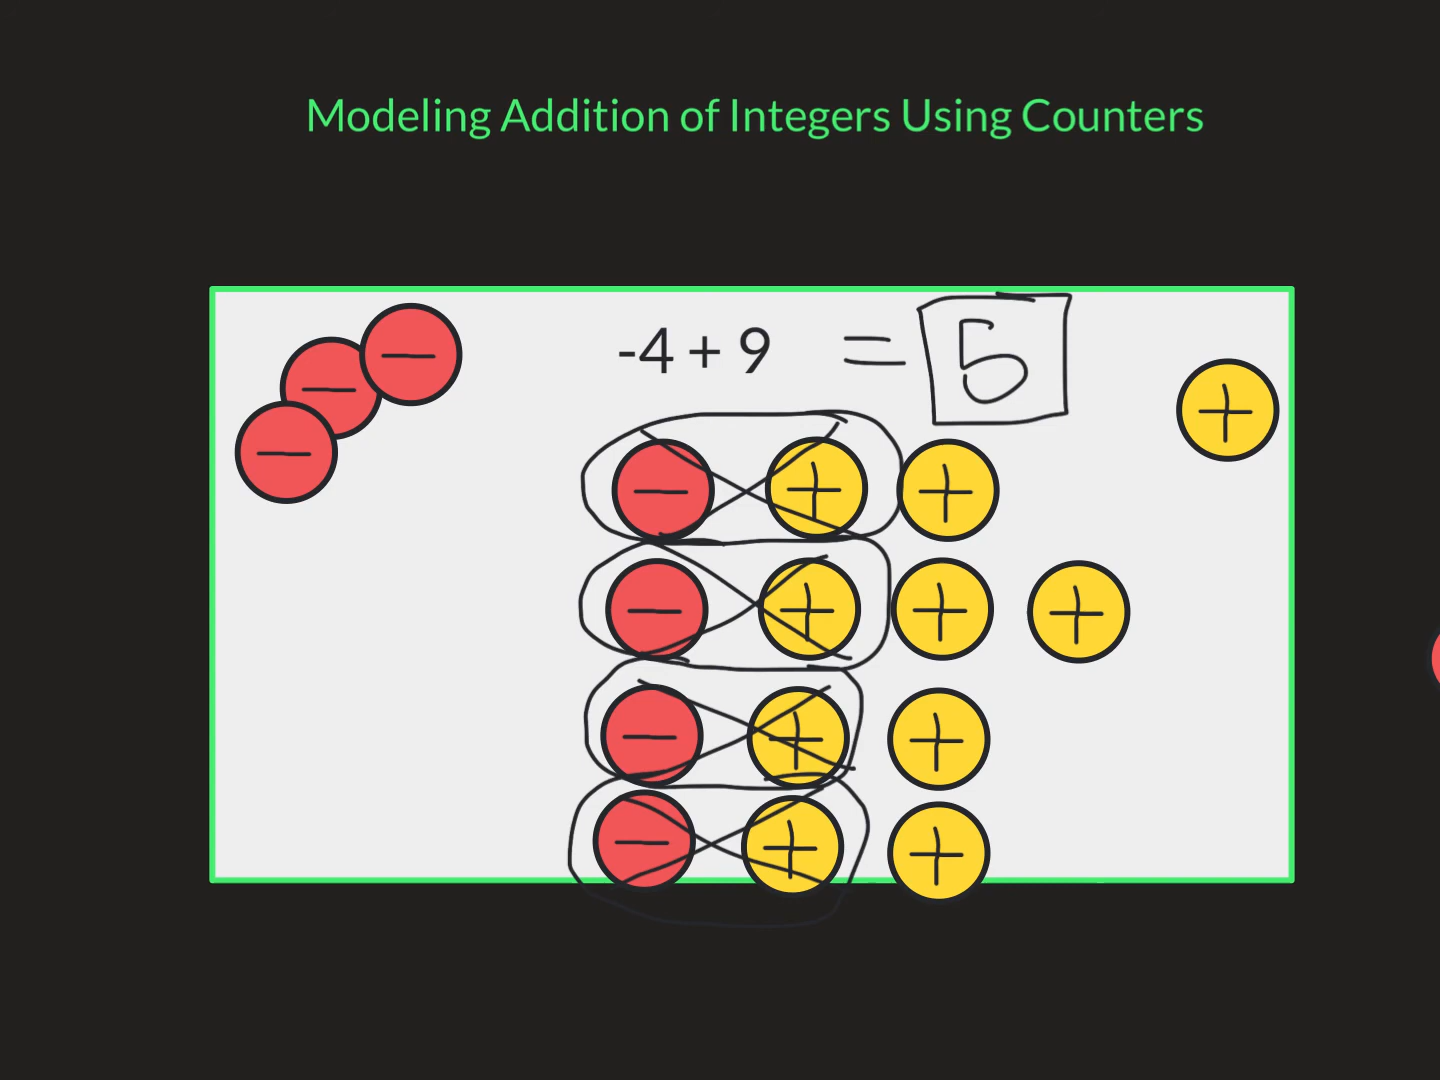 Modeling Addition of Integers Using Counters
-4 + 9 = 5
− − − +
− + +
− + + +
− + +
− + +